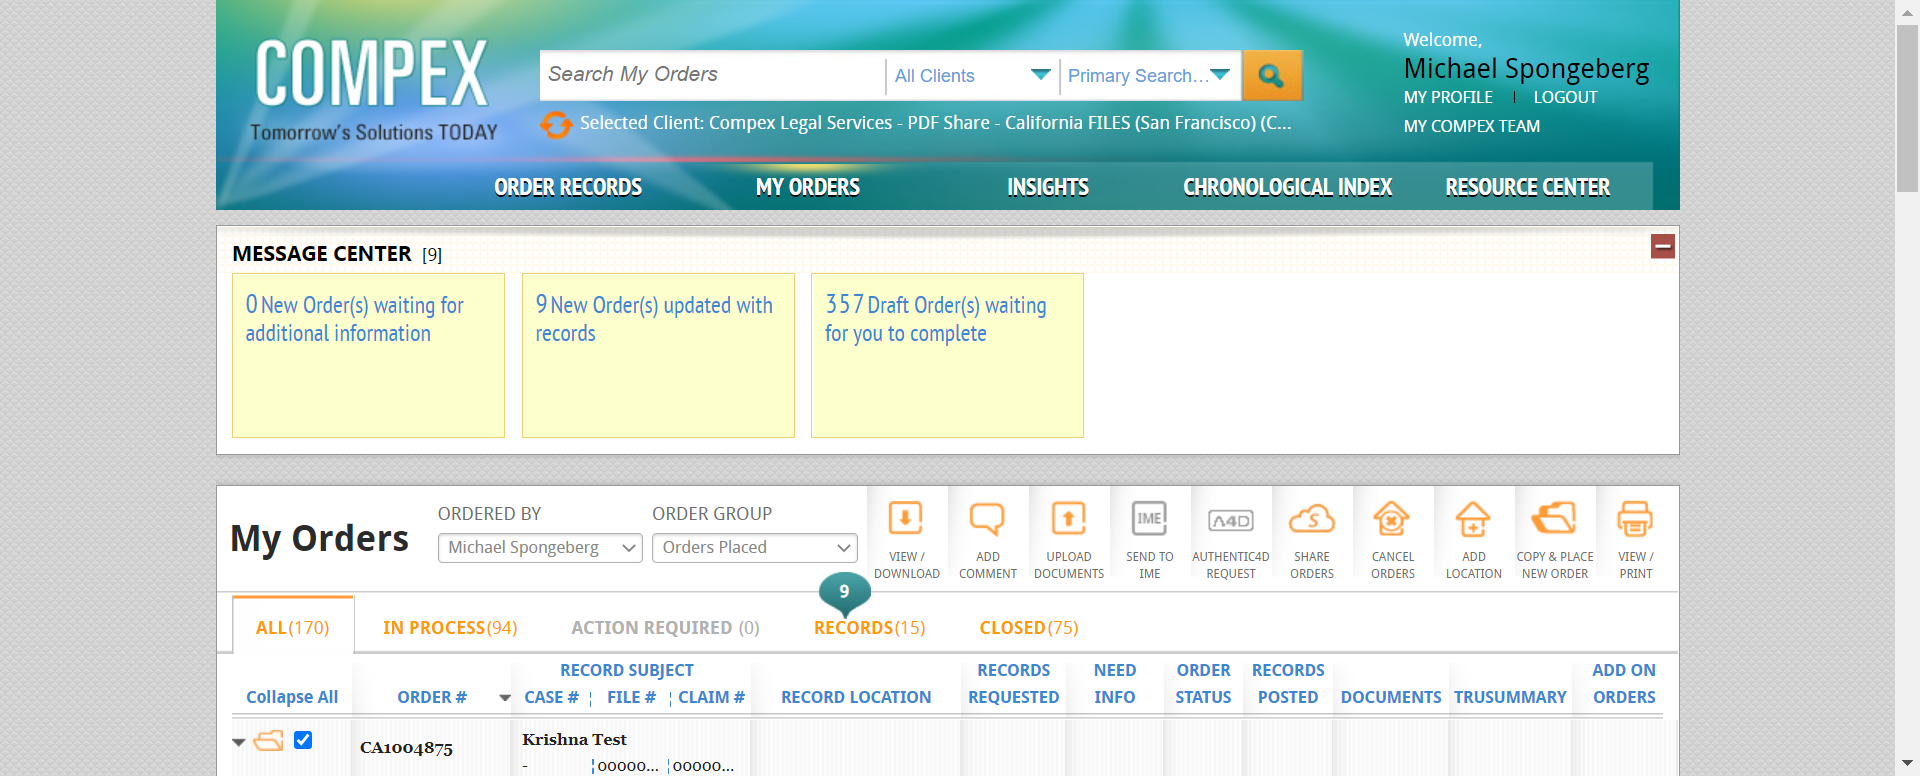 COMPEX
Tomorrow's Solutions TODAY
Search My Orders
All Clients
Primary Search...
Selected Client: Compex Legal Services - PDF Share - California FILES (San Francisco) (C...
Welcome,
Michael Spongeberg
MY PROFILE | LOGOUT
MY COMPEX TEAM
ORDER RECORDS
MY ORDERS
INSIGHTS
CHRONOLOGICAL INDEX
RESOURCE CENTER
MESSAGE CENTER [9]
0 New Order(s) waiting for
additional information
9 New Order(s) updated with
records
357 Draft Order(s) waiting
for you to complete
My Orders
ORDERED BY
Michael Spongeberg
ORDER GROUP
Orders Placed
VIEW /
DOWNLOAD
ADD
COMMENT
UPLOAD
DOCUMENTS
IME
SEND TO
IME
A4D
AUTHENTIC4D
REQUEST
S
SHARE
ORDERS
CANCEL
ORDERS
ADD
LOCATION
COPY & PLACE
NEW ORDER
VIEW /
PRINT
9
ALL(170)
IN PROCESS(94)
ACTION REQUIRED (0)
RECORDS(15)
CLOSED(75)
Collapse All
ORDER #
RECORD SUBJECT
CASE # ¦ FILE # ¦ CLAIM #
RECORD LOCATION
RECORDS
REQUESTED
NEED
INFO
ORDER
STATUS
RECORDS
POSTED
DOCUMENTS
TRUSUMMARY
ADD ON
ORDERS
CA1004875
Krishna Test
- ¦ 00000... ¦ 00000...